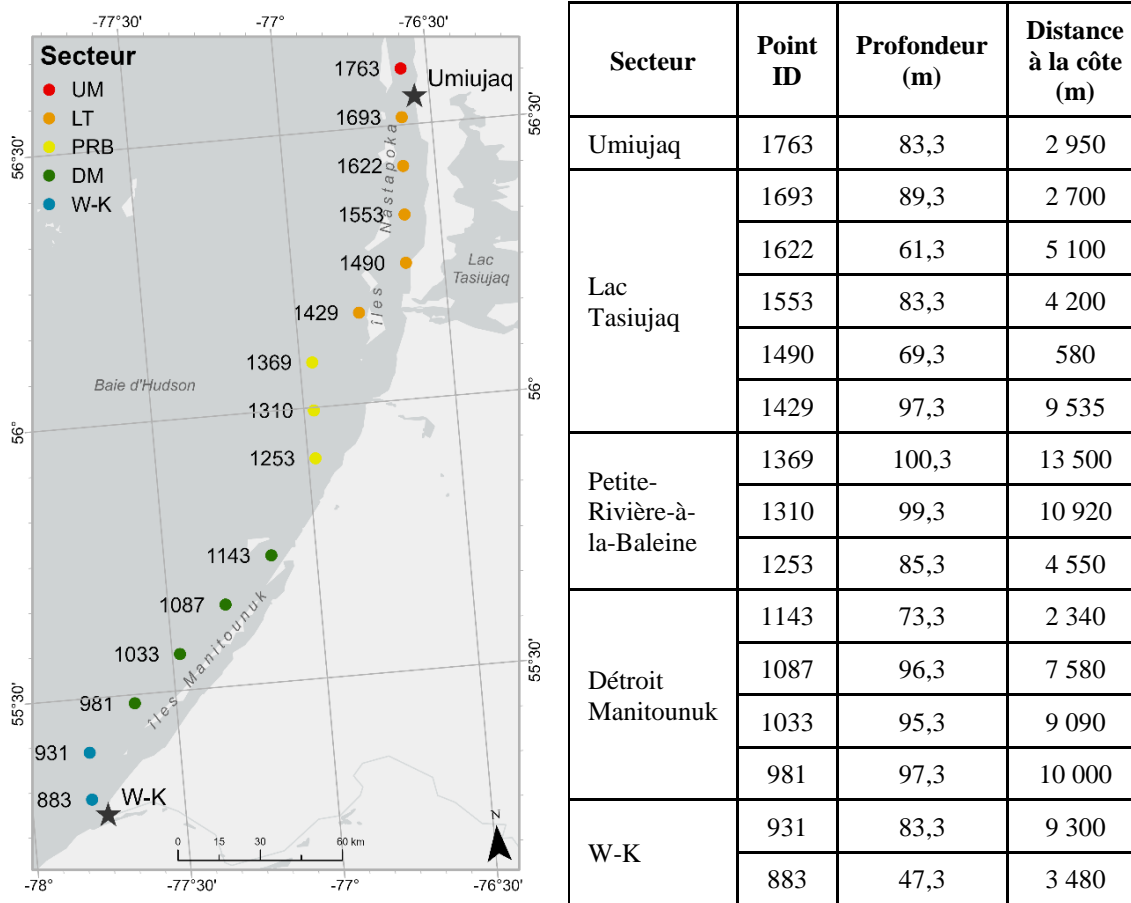 -77°30' -77° -76°30'
Secteur
UM
LT
PRB
DM
W-K
1763
Umiujaq
1693
1622
1553
1490
1429
1369
1310
1253
1143
1087
1033
981
931
883
W-K
îles Nastapoka
Lac
Tasiujaq
Baie d'Hudson
îles Manitounuk
56°30'
56°
55°30'
56°30'
56°
55°30'
N
0 15 30 60 km
-78° -77°30' -77° -76°30'
Secteur Point ID Profondeur (m) Distance à la côte (m)
Umiujaq 1763 83,3 2 950
Lac Tasiujaq 1693 89,3 2 700
1622 61,3 5 100
1553 83,3 4 200
1490 69,3 580
1429 97,3 9 535
Petite-Rivière-à-la-Baleine 1369 100,3 13 500
1310 99,3 10 920
1253 85,3 4 550
Détroit Manitounuk 1143 73,3 2 340
1087 96,3 7 580
1033 95,3 9 090
981 97,3 10 000
W-K 931 83,3 9 300
883 47,3 3 480